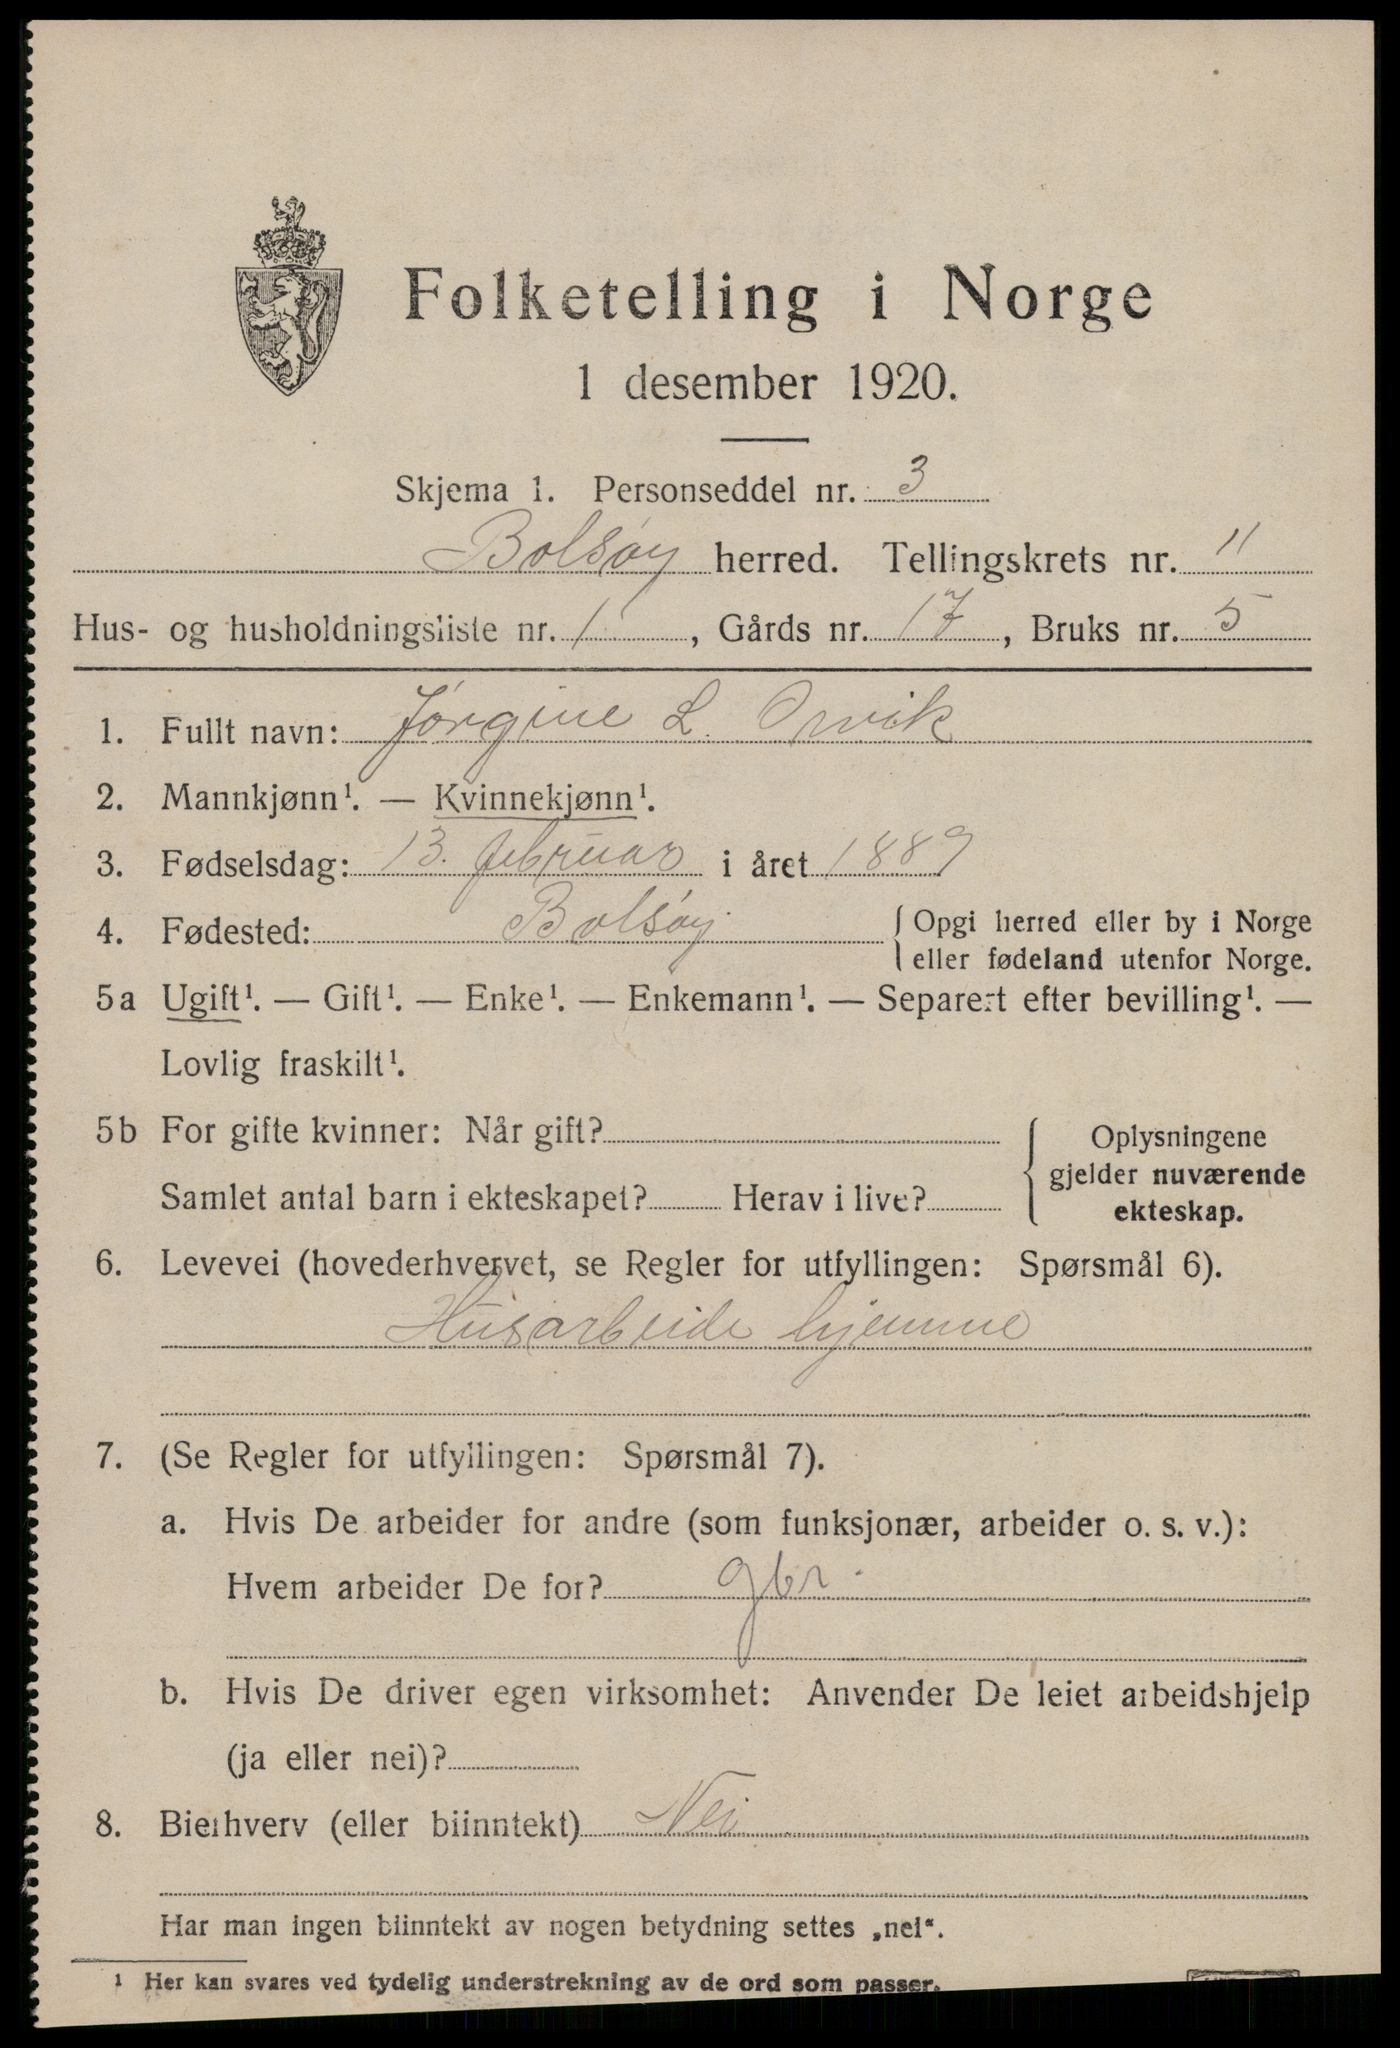 Folketelling i Norge
1 desember 1920.
Skjema 1. Personseddel nr. 3
Bolsøy herred. Tellingskrets nr. 11
Hus- og husholdningsliste nr. 1, Gårds nr. 17, Bruks nr. 5
1. Fullt navn: Jørgine L. Orvik
2. Mannkjønn¹. — Kvinnekjønn¹.
3. Fødselsdag: 13. februar i året 1889
4. Fødested: Bolsøy. { Opgi herred eller by i Norge
eller fødeland utenfor Norge.
5a Ugift¹. — Gift¹. — Enke¹. — Enkemann¹. — Separert efter bevilling¹. —
Lovlig fraskilt¹.
5b For gifte kvinner: Når gift? { Oplysningene
gjelder nuværende
Samlet antal barn i ekteskapet? Herav i live?
ekteskap.
6. Levevei (hovederhvervet, se Regler for utfyllingen: Spørsmål 6).
Husarbeide hjemme
7. (Se Regler for utfyllingen: Spørsmål 7).
a. Hvis De arbeider for andre (som funksjonær, arbeider o. s. v.):
Hvem arbeider De for? gbr.
b. Hvis De driver egen virksomhet: Anvender De leiet arbeidshjelp
(ja eller nei)?
8. Bierhverv (eller biinntekt) Nei
Har man ingen biinntekt av nogen betydning settes „nei“.
¹ Her kan svares ved tydelig understrekning av de ord som passer.